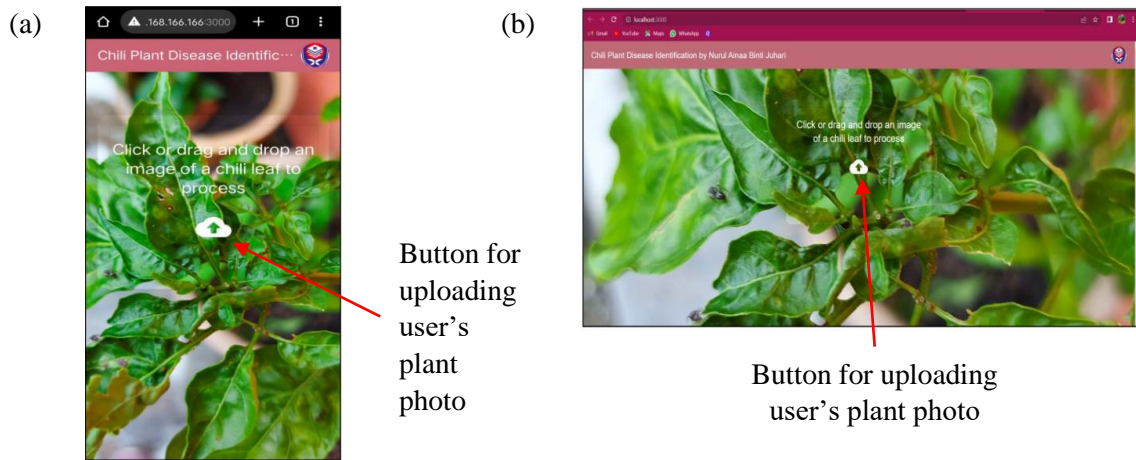 (a)
.168.166.166:3000
1
Chili Plant Disease Identific···
Click or drag and drop an
image of a chili leaf to
process
Button for
uploading
user's
plant
photo
(b)
localhost:3000
Gmail
YouTube
Maps
WhatsApp
Chili Plant Disease Identification by Nurul Ainaa Binti Juhari
Click or drag and drop an image
of a chili leaf to process
Button for uploading
user's plant photo